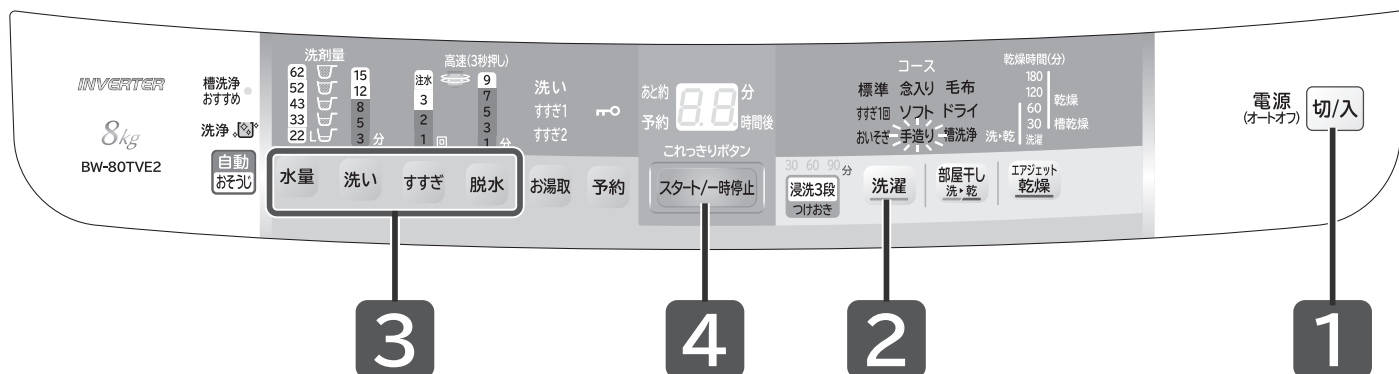 INVERTER
8kg
BW-80TVE2
槽洗浄
おすすめ
洗浄
自動
おそうじ
洗剤量
62
52
43
33
22 L
15
12
8
5
3 分
注水
3
2
1 回
高速(3秒押し)
9
7
5
3
1 分
洗い
すすぎ1
すすぎ2
水量
洗い
すすぎ
脱水
お湯取
予約
あと約 88 分
予約 時間後
これっきりボタン
スタート/一時停止
コース
標準 念入り 毛布
すすぎ1回 ソフト ドライ
おいそぎ 手造り 槽洗浄
乾燥時間(分)
180
120
60
30
乾燥
槽乾燥
洗▶乾 洗濯
30 60 90 分
浸洗3段
つけおき
洗濯
部屋干し
洗▶乾
エアジェット
乾燥
電源
(オートオフ)
切/入
3
4
2
1